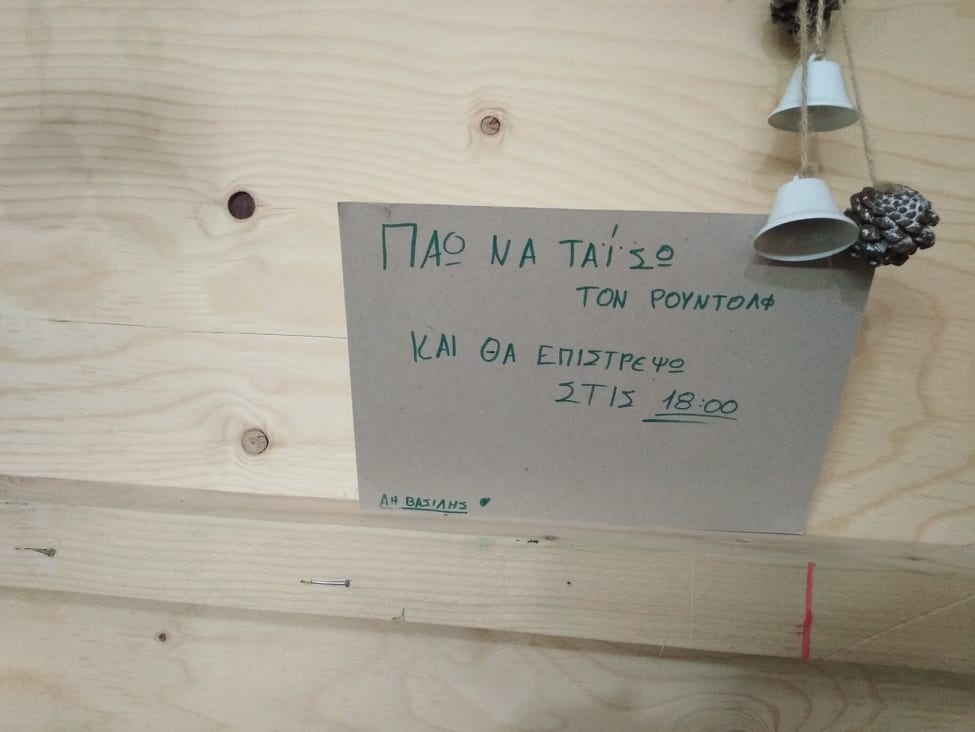 ΠΑΩ ΝΑ ΤΑΪΣΩ
ΤΟΝ ΡΟΥΝΤΟΛΦ
ΚΑΙ ΘΑ ΕΠΙΣΤΡΕΨΩ
ΣΤΙΣ 18:00
ΑΗ ΒΑΣΙΛΗΣ